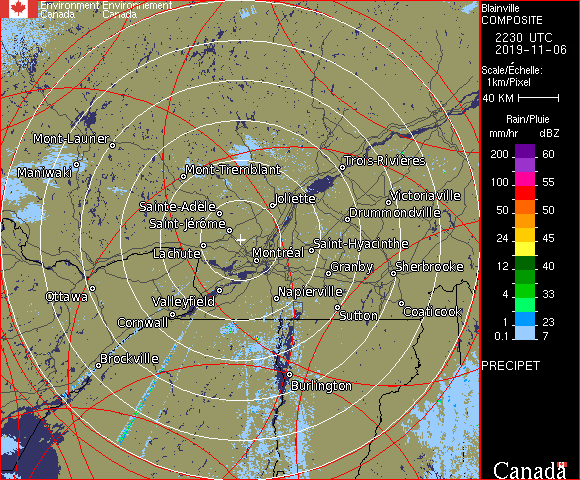 Environment Environnement
Canada Canada
Blainville
COMPOSITE
2230 UTC
2019-11-06
Scale/Échelle:
1km/Pixel
40 KM
Rain/Pluie
mm/hr dBZ
200 60
100 55
50 50
24 45
12 40
4 33
1 23
0.1 7
PRECIPET
Canada
Mont-Laurier
Maniwaki
Mont-Tremblant
Trois-Rivières
Sainte-Adele
Joliette
Victoriaville
Saint-Jérôme
Drummondville
Lachute
Montréal
Saint-Hyacinthe
Granby
Sherbrooke
Ottawa
Valleyfield
Napierville
Cornwall
Sutton
Coaticook
Brockville
Burlington